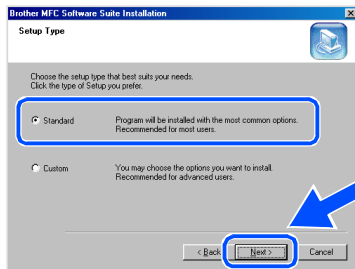 Brother MFC Software Suite Installation
Setup Type
Choose the setup type that best suits your needs.
Click the type of Setup you prefer.
Standard
Program will be installed with the most common options.
Recommended for most users.
Custom
You may choose the options you want to install.
Recommended for advanced users.
< Back
Next >
Cancel